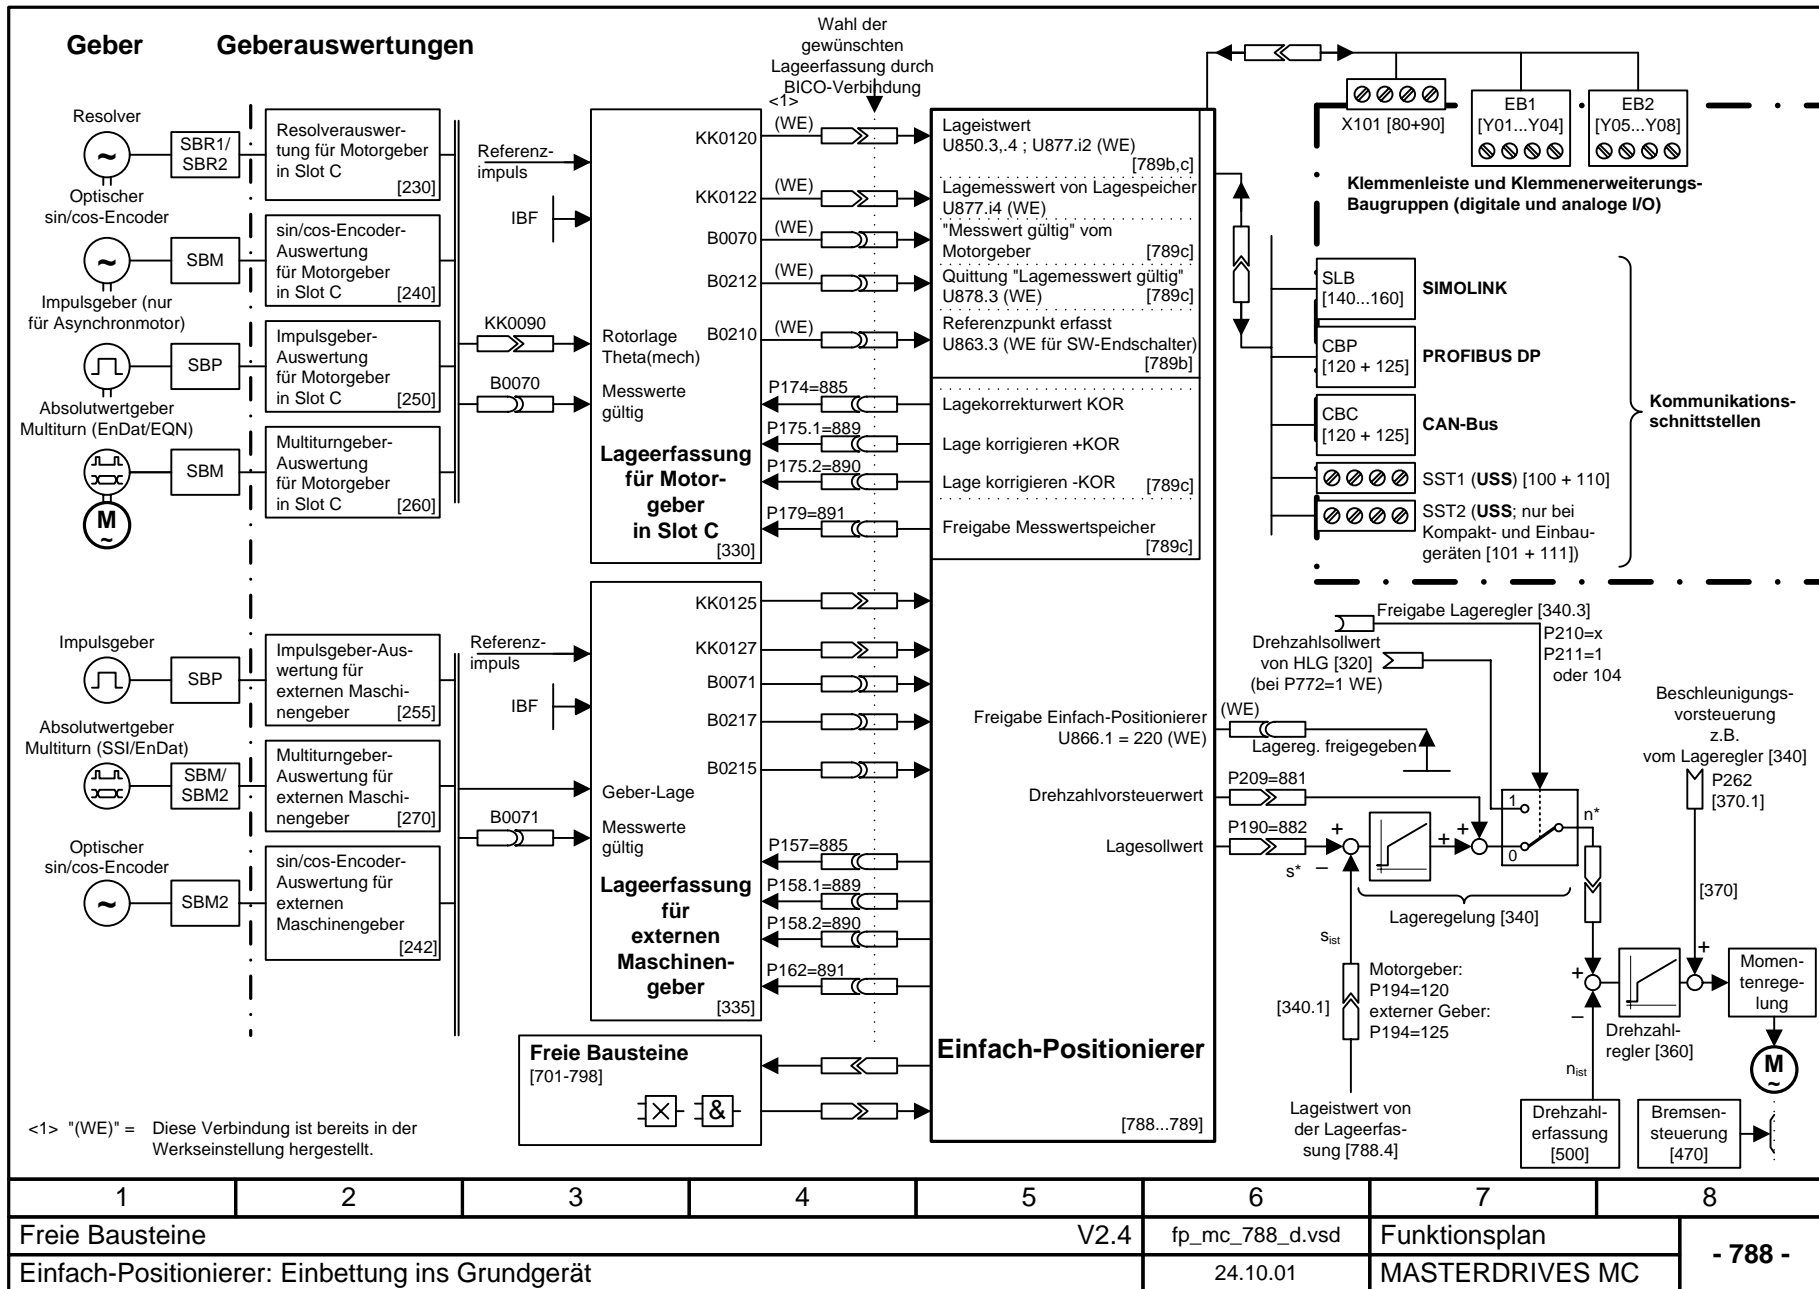 Geber
Geberauswertungen
Wahl der
gewünschten
Lageerfassung durch
BICO-Verbindung
<1>
Resolver
~
SBR1/
SBR2
Resolverauswer-
tung für Motorgeber
in Slot C
[230]
Optischer
sin/cos-Encoder
~
SBM
sin/cos-Encoder-
Auswertung
für Motorgeber
in Slot C [240]
Impulsgeber (nur
für Asynchronmotor)
SBP
Impulsgeber-
Auswertung
für Motorgeber
in Slot C [250]
Absolutwertgeber
Multiturn (EnDat/EQN)
SBM
Multiturngeber-
Auswertung
für Motorgeber
in Slot C [260]
M
~
Referenz-
impuls
IBF
KK0090
B0070
Rotorlage
Theta(mech)
Messwerte
gültig
Lageerfassung
für Motor-
geber
in Slot C
[330]
KK0120
(WE)
KK0122
(WE)
B0070
(WE)
B0212
(WE)
B0210
(WE)
P174=885
P175.1=889
P175.2=890
P179=891
Lageistwert
U850.3,.4 ; U877.i2 (WE)
[789b,c]
Lagemesswert von Lagespeicher
U877.i4 (WE)
"Messwert gültig" vom
Motorgeber [789c]
Quittung "Lagemesswert gültig"
U878.3 (WE) [789c]
Referenzpunkt erfasst
U863.3 (WE für SW-Endschalter)
[789b]
Lagekorrekturwert KOR
Lage korrigieren +KOR
Lage korrigieren -KOR [789c]
Freigabe Messwertspeicher
[789c]
X101 [80+90]
EB1
[Y01...Y04]
EB2
[Y05...Y08]
Klemmenleiste und Klemmenerweiterungs-
Baugruppen (digitale und analoge I/O)
SLB
[140...160]
SIMOLINK
CBP
[120 + 125]
PROFIBUS DP
CBC
[120 + 125]
CAN-Bus
SST1 (USS) [100 + 110]
SST2 (USS; nur bei
Kompakt- und Einbau-
geräten [101 + 111])
Kommunikations-
schnittstellen
Impulsgeber
SBP
Impulsgeber-Aus-
wertung für
externen Maschi-
nengeber [255]
Absolutwertgeber
Multiturn (SSI/EnDat)
SBM/
SBM2
Multiturngeber-
Auswertung für
externen Maschi-
nengeber [270]
Optischer
sin/cos-Encoder
~
SBM2
sin/cos-Encoder-
Auswertung für
externen
Maschinengeber
[242]
Referenz-
impuls
IBF
B0071
Geber-Lage
Messwerte
gültig
Lageerfassung
für
externen
Maschinen-
geber
[335]
KK0125
KK0127
B0071
B0217
B0215
P157=885
P158.1=889
P158.2=890
P162=891
Freigabe Einfach-Positionierer
U866.1 = 220 (WE)
Drehzahlvorsteuerwert
Lagesollwert
Einfach-Positionierer
[788...789]
Freie Bausteine
[701-798]
&
Freigabe Lageregler [340.3]
P210=x
P211=1
oder 104
Drehzahlsollwert
von HLG [320]
(bei P772=1 WE)
(WE)
Lagereg. freigegeben
P209=881
P190=882
s*
+
–
+
+
+
1
0
n*
Lageregelung [340]
Beschleunigungs-
vorsteuerung
z.B.
vom Lageregler [340]
P262
[370.1]
[370]
sist
[340.1]
Motorgeber:
P194=120
externer Geber:
P194=125
Lageistwert von
der Lageerfas-
sung [788.4]
+
–
+
nist
Drehzahl-
regler [360]
Momen-
tenrege-
lung
M
~
Drehzahl-
erfassung
[500]
Bremsen-
steuerung
[470]
<1> "(WE)" = Diese Verbindung ist bereits in der
Werkseinstellung hergestellt.
1 2 3 4 5 6 7 8
Freie Bausteine V2.4 fp_mc_788_d.vsd Funktionsplan
- 788 -
Einfach-Positionierer: Einbettung ins Grundgerät 24.10.01 MASTERDRIVES MC